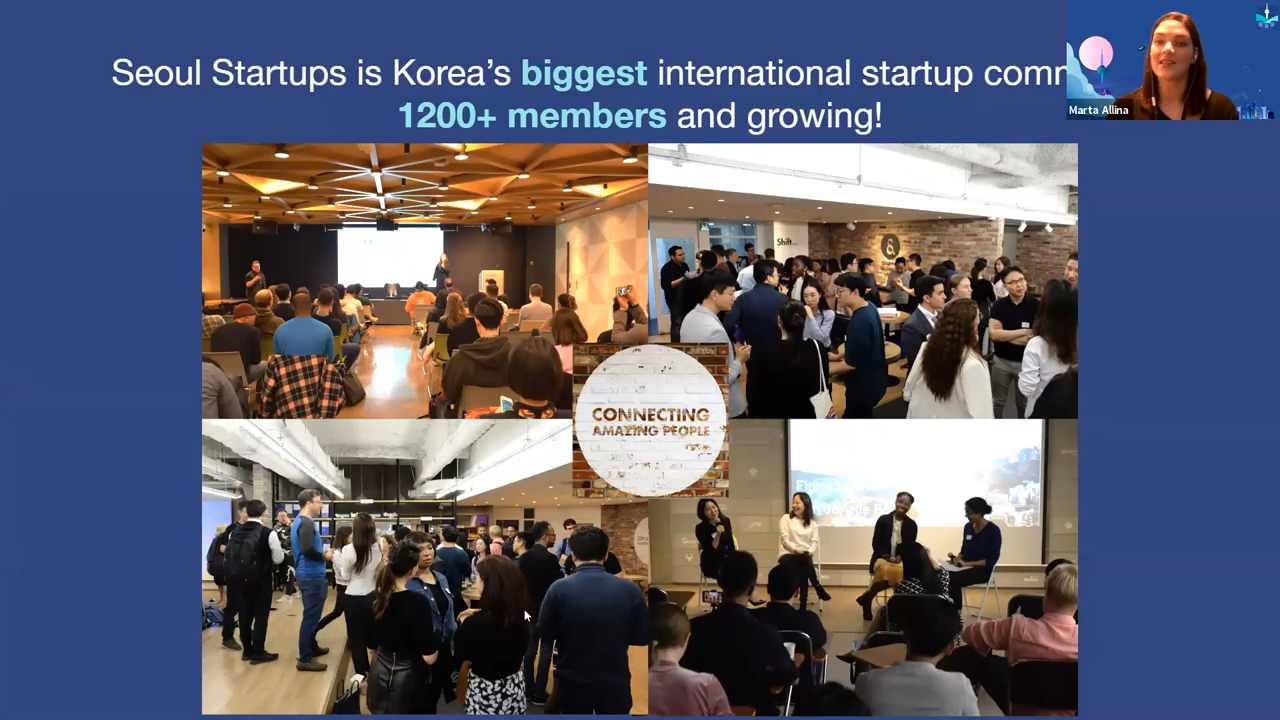 Seoul Startups is Korea's biggest international startup comm
1200+ members and growing!
Marta Allina
Shift
CONNECTING
AMAZING PEOPLE